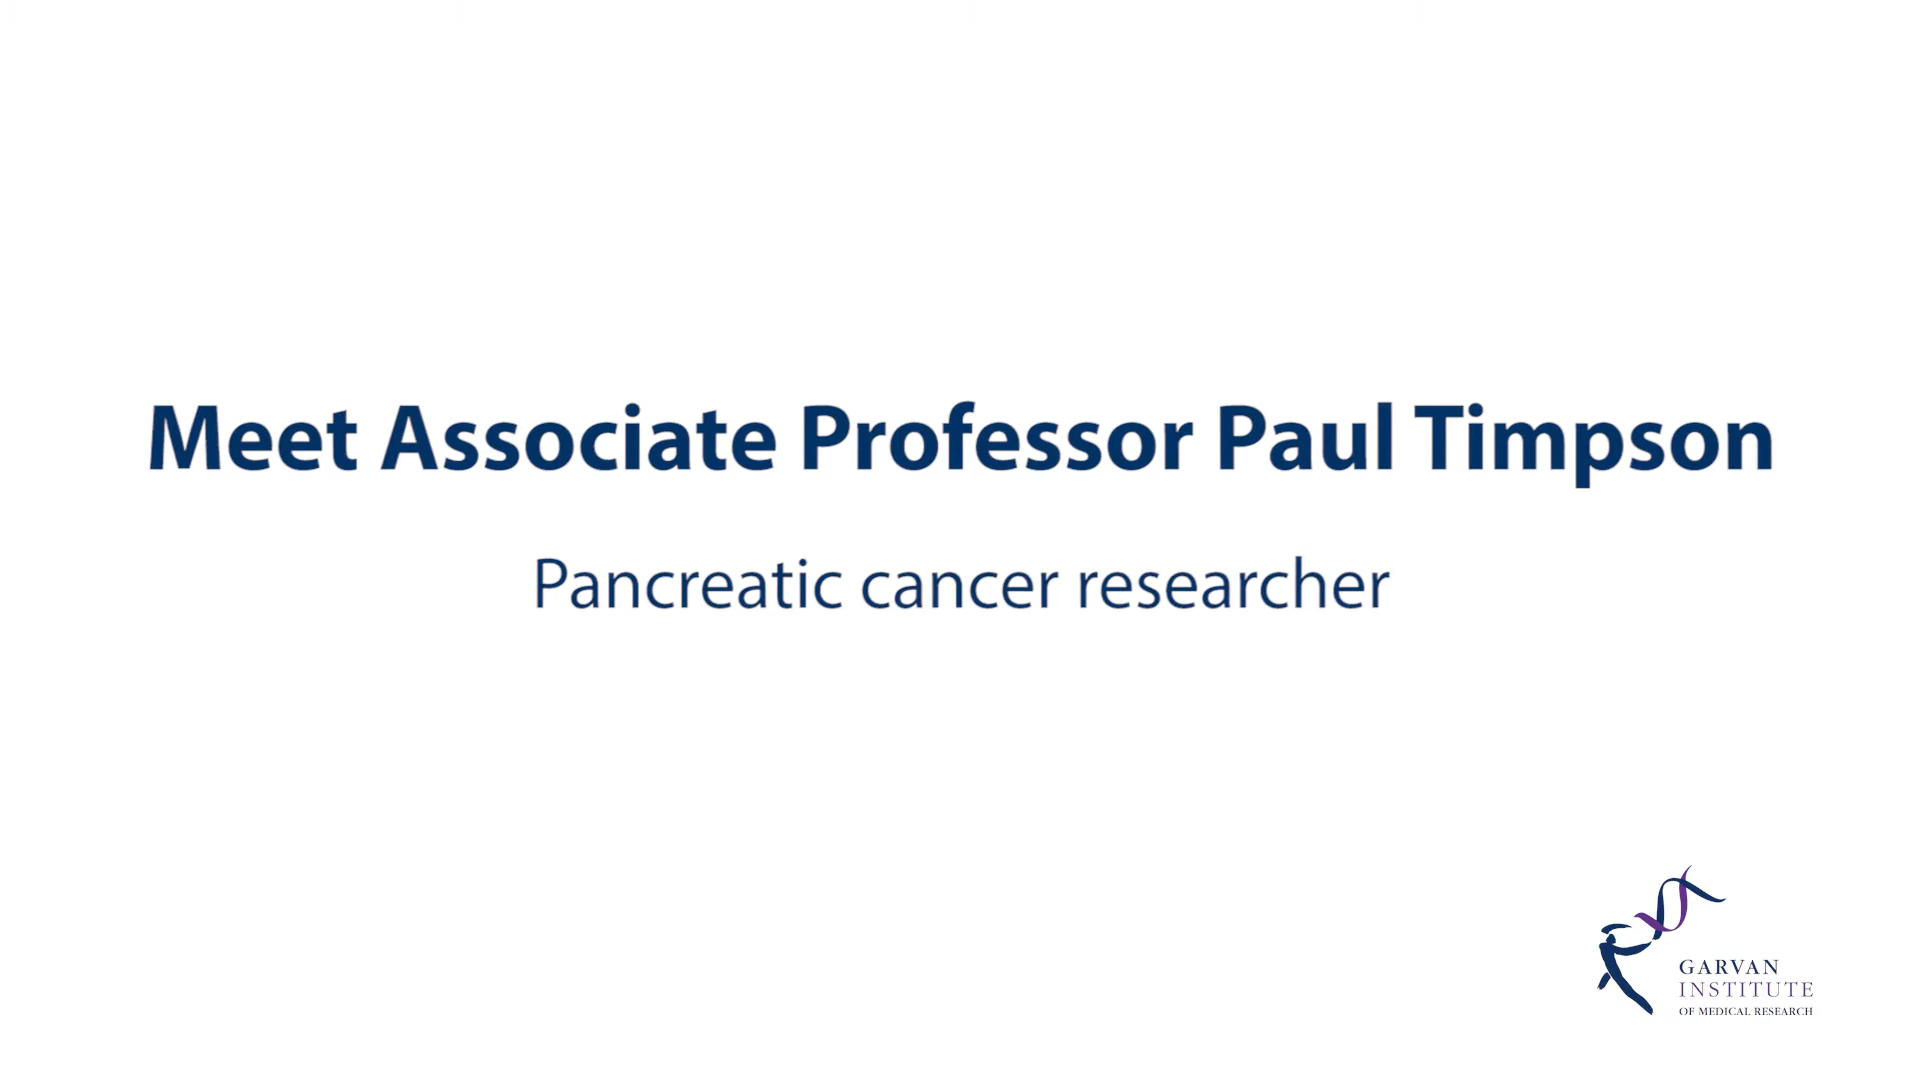 Meet Associate Professor Paul Timpson
Pancreatic cancer researcher
GARVAN
INSTITUTE
OF MEDICAL RESEARCH